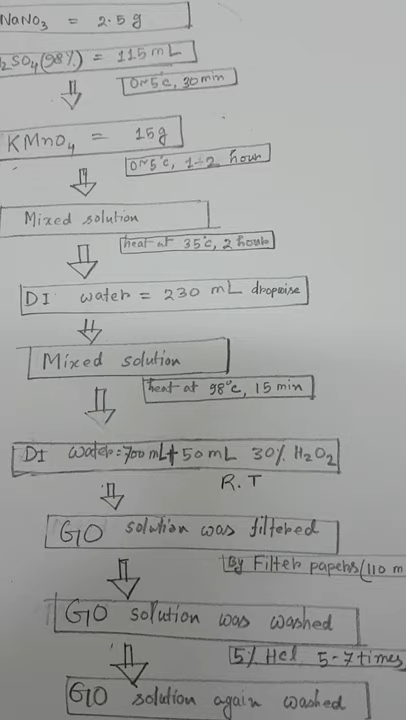 NaNO3 = 2.5 g
2SO4 (98%) = 115 mL
0~5°c, 30 min
KMnO4 = 15g
0~5°c, 1~2 hour
Mixed solution
heat at 35°c, 2 hour
DI water = 230 mL dropwise
Mixed solution
heat at 98°c, 15 min
DI water=700 mL+50 mL 30% H2O2
R.T
GO solution was filtered
By Filter papers (110 m
GO solution was washed
5% Hcl 5-7 times
GO solution again washed